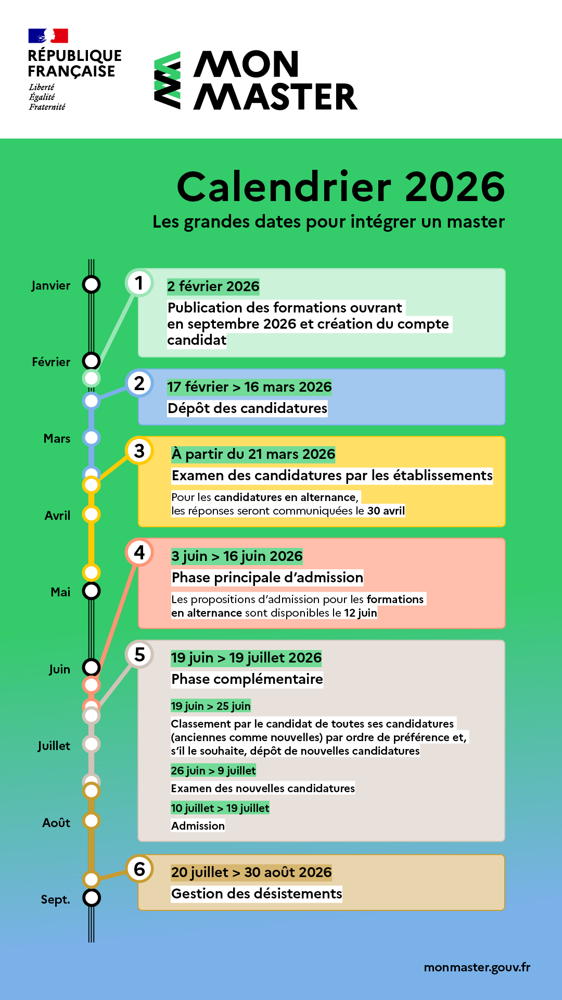 RÉPUBLIQUE
FRANÇAISE
Liberté
Égalité
Fraternité
MON
MASTER
Calendrier 2026
Les grandes dates pour intégrer un master
Janvier
Février
Mars
Avril
Mai
Juin
Juillet
Août
Sept.
1
2 février 2026
Publication des formations ouvrant
en septembre 2026 et création du compte
candidat
2
17 février > 16 mars 2026
Dépôt des candidatures
3
À partir du 21 mars 2026
Examen des candidatures par les établissements
Pour les candidatures en alternance,
les réponses seront communiquées le 30 avril
4
3 juin > 16 juin 2026
Phase principale d’admission
Les propositions d’admission pour les formations
en alternance sont disponibles le 12 juin
5
19 juin > 19 juillet 2026
Phase complémentaire
19 juin > 25 juin
Classement par le candidat de toutes ses candidatures
(anciennes comme nouvelles) par ordre de préférence et,
s’il le souhaite, dépôt de nouvelles candidatures
26 juin > 9 juillet
Examen des nouvelles candidatures
10 juillet > 19 juillet
Admission
6
20 juillet > 30 août 2026
Gestion des désistements
monmaster.gouv.fr